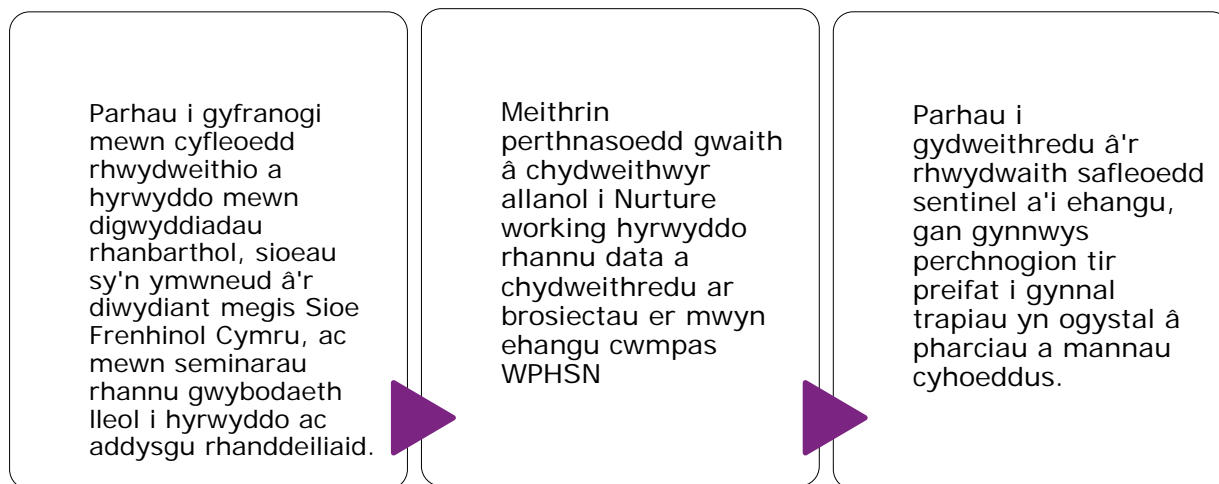 Parhau i gyfranogi
mewn cyfleoedd
rhwydweithio a
hyrwyddo mewn
digwyddiadau
rhanbarthol, sioeau
sy'n ymwneud â'r
diwydiant megis Sioe
Frenhinol Cymru, ac
mewn seminarau
rhannu gwybodaeth
lleol i hyrwyddo ac
addysgu rhanddeiliaid.
Meithrin
perthnasoedd gwaith
â chydweithwyr
allanol i Nurture
working hyrwyddo
rhannu data a
chydweithredu ar
brosiectau er mwyn
ehangu cwmpas
WPHSN
Parhau i
gydweithredu â'r
rhwydwaith safleoedd
sentinel a'i ehangu,
gan gynnwys
perchnogion tir
preifat i gynnal
trapiau yn ogystal â
pharciau a mannau
cyhoeddus.